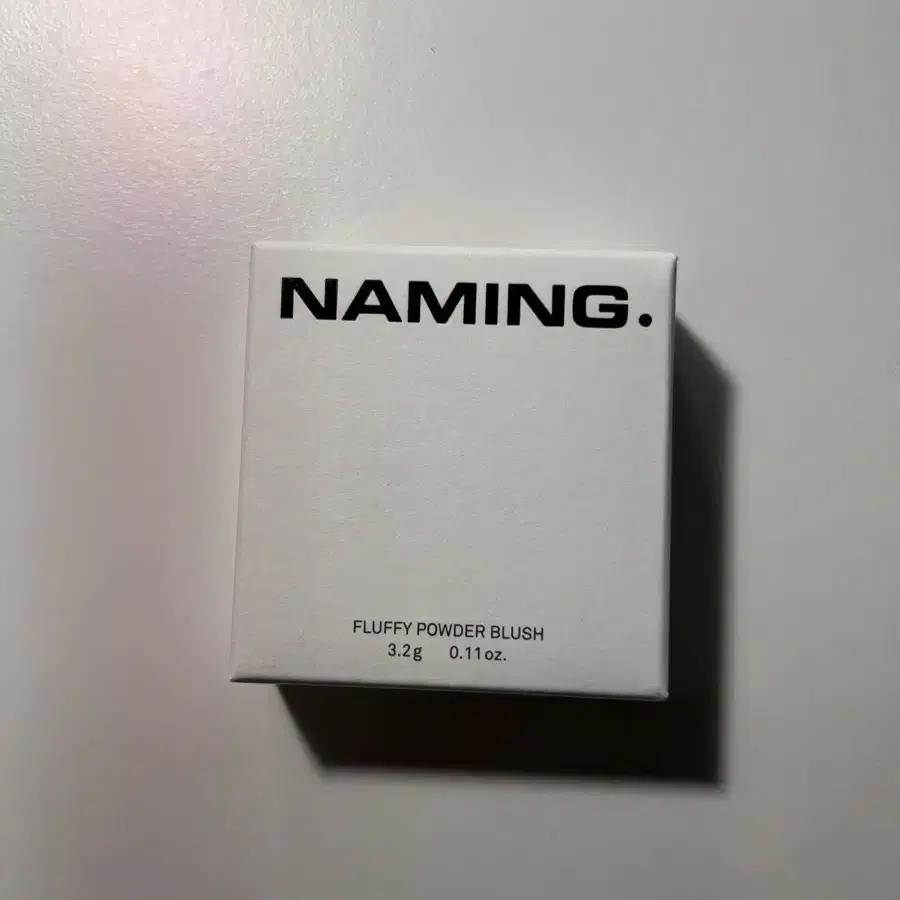 NAMING.
FLUFFY POWDER BLUSH
3.2g 0.11oz.